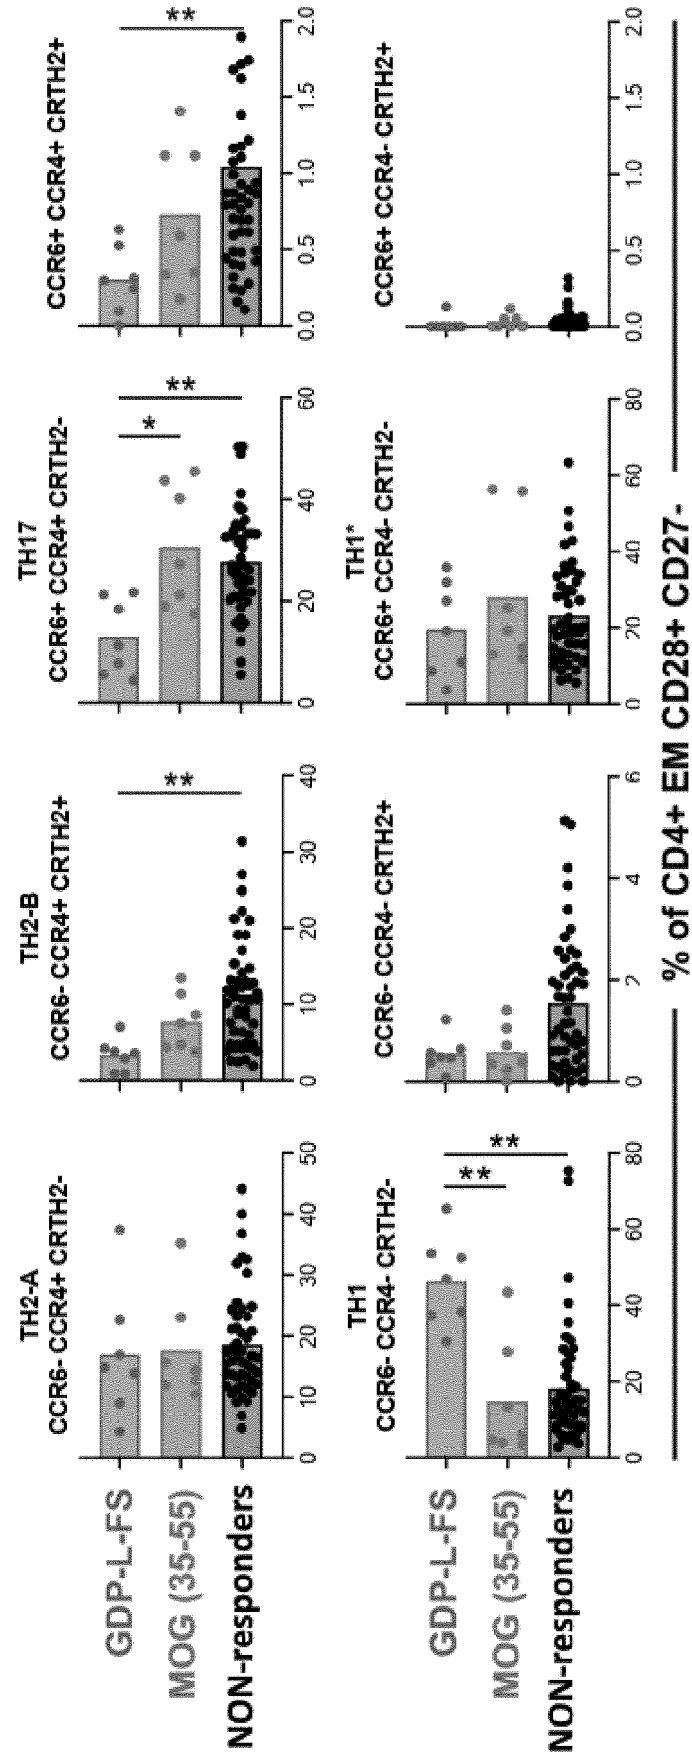 TH2-A
CCR6- CCR4+ CRTH2-
GDP-L-FS
MOG (35-55)
NON-responders
0 10 20 30 40 50
TH2-B
CCR6- CCR4+ CRTH2+
**
0 10 20 30 40
TH17
CCR6+ CCR4+ CRTH2-
*
**
0 20 40 60
CCR6+ CCR4+ CRTH2+
**
0.0 0.5 1.0 1.5 2.0
TH1
CCR6- CCR4- CRTH2-
GDP-L-FS
MOG (35-55)
NON-responders
**
**
0 20 40 60 80
CCR6- CCR4- CRTH2+
0 2 4 6
TH1*
CCR6+ CCR4- CRTH2-
0 20 40 60 80
CCR6+ CCR4- CRTH2+
0.0 0.5 1.0 1.5 2.0
% of CD4+ EM CD28+ CD27-